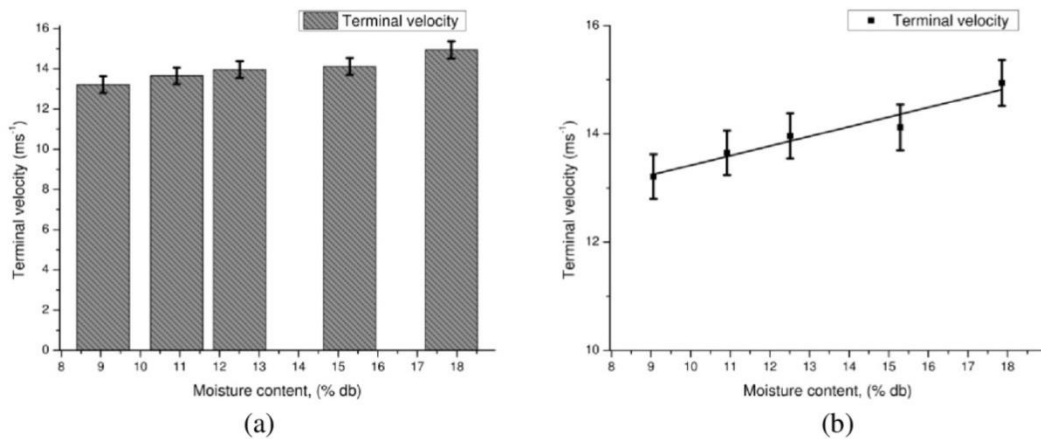 Terminal velocity
16
14
12
10
8
6
4
2
0
Terminal velocity (ms⁻¹)
8 9 10 11 12 13 14 15 16 17 18
Moisture content, (% db)
(a)
Terminal velocity
16
14
12
10
Terminal velocity (ms⁻¹)
8 9 10 11 12 13 14 15 16 17 18
Moisture content, (% db)
(b)